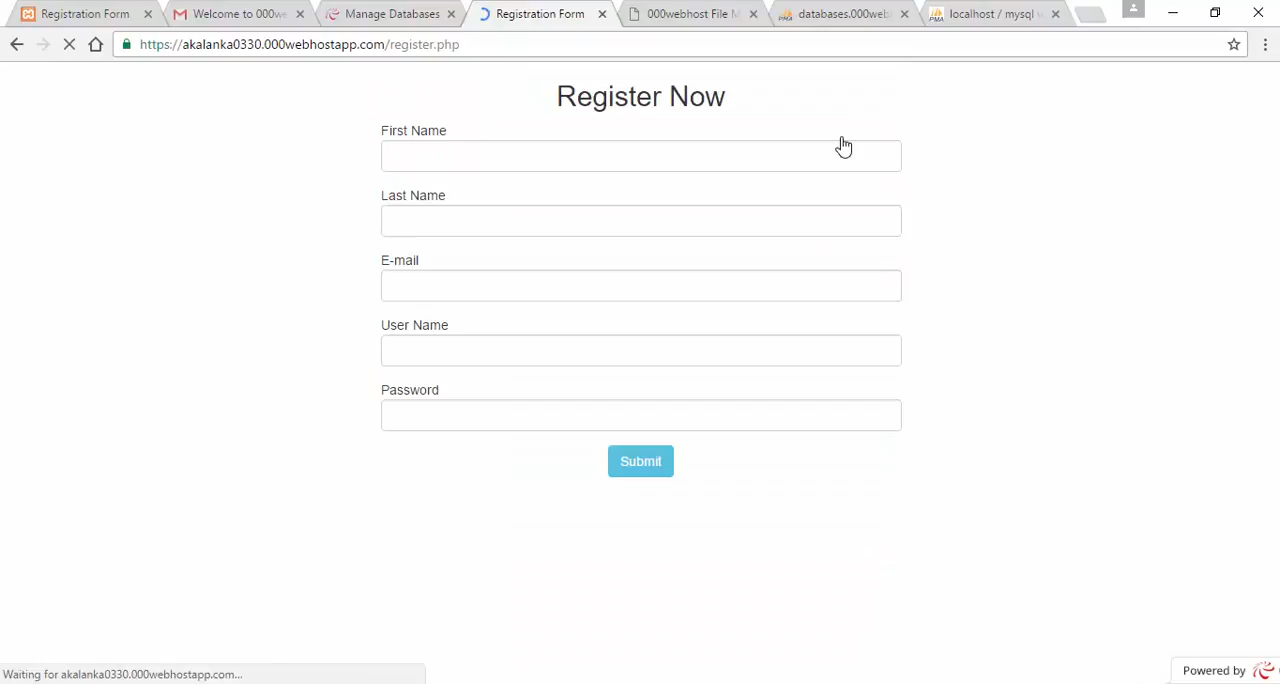 Registration Form
Welcome to 000we
Manage Databases
Registration Form
000webhost File M
databases.000web
localhost / mysql w
https://akalanka0330.000webhostapp.com/register.php
Register Now
First Name
Last Name
E-mail
User Name
Password
Submit
Waiting for akalanka0330.000webhostapp.com...
Powered by